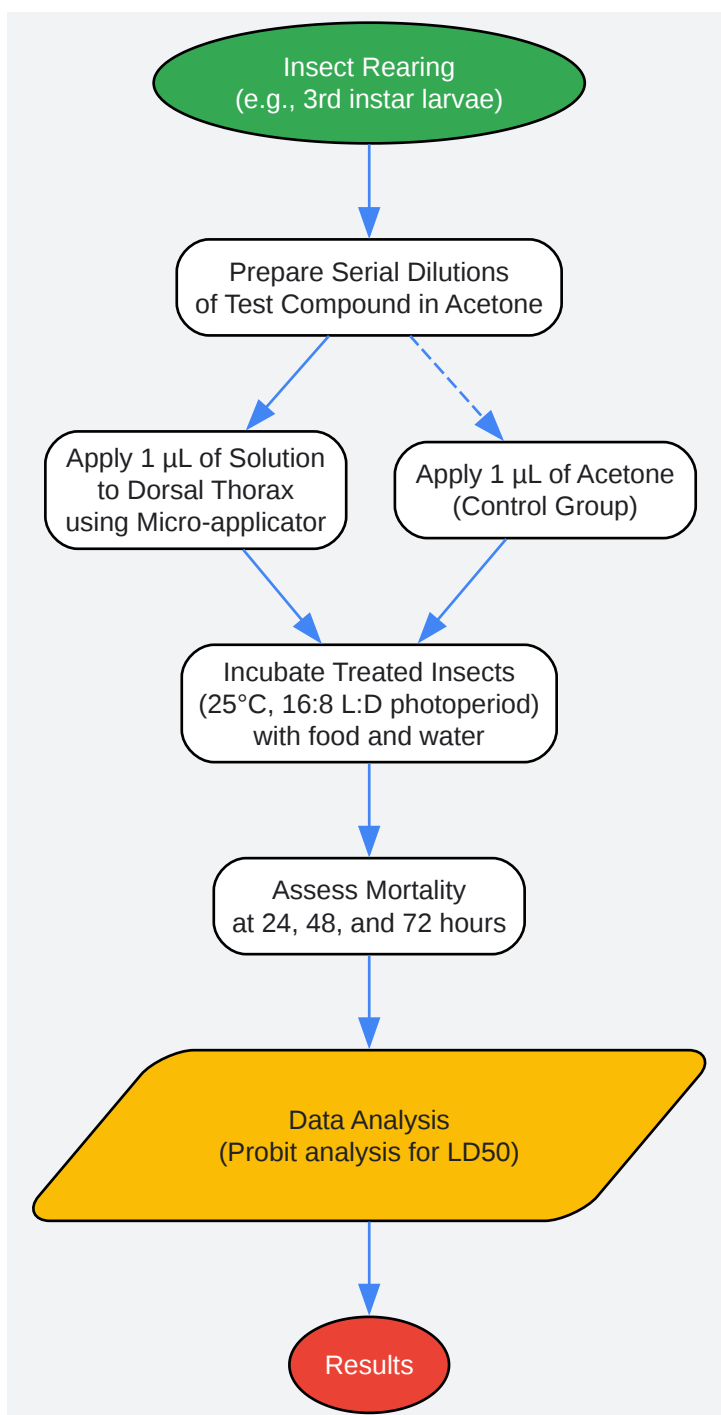 Insect Rearing
(e.g., 3rd instar larvae)
Prepare Serial Dilutions
of Test Compound in Acetone
Apply 1 µL of Solution
to Dorsal Thorax
using Micro-applicator
Apply 1 µL of Acetone
(Control Group)
Incubate Treated Insects
(25°C, 16:8 L:D photoperiod)
with food and water
Assess Mortality
at 24, 48, and 72 hours
Data Analysis
(Probit analysis for LD50)
Results